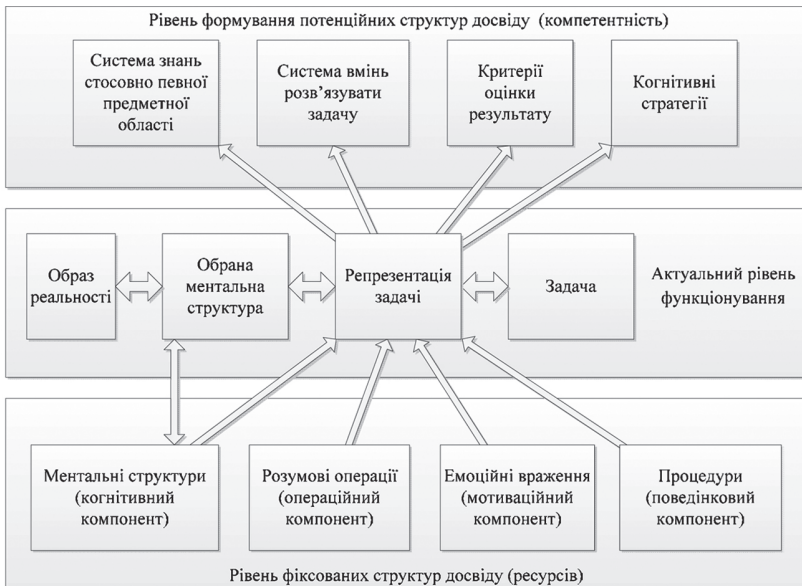 Рівень формування потенційних структур досвіду (компетентність)
Система знань
стосовно певної
предметної
області
Система вмінь
розв’язувати
задачу
Критерії
оцінки
результату
Когнітивні
стратегії
Образ
реальності
Обрана
ментальна
структура
Репрезентація
задачі
Задача
Актуальний рівень
функціонування
Ментальні структури
(когнітивний
компонент)
Розумові операції
(операційний
компонент)
Емоційні враження
(мотиваційний
компонент)
Процедури
(поведінковий
компонент)
Рівень фіксованих структур досвіду (ресурсів)